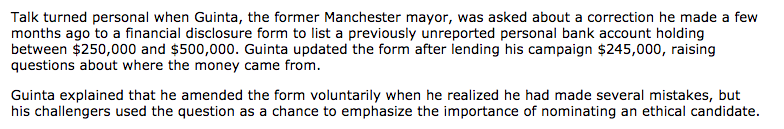 Talk turned personal when Guinta, the former Manchester mayor, was asked about a correction he made a few
months ago to a financial disclosure form to list a previously unreported personal bank account holding
between $250,000 and $500,000. Guinta updated the form after lending his campaign $245,000, raising
questions about where the money came from.
Guinta explained that he amended the form voluntarily when he realized he had made several mistakes, but
his challengers used the question as a chance to emphasize the importance of nominating an ethical candidate.